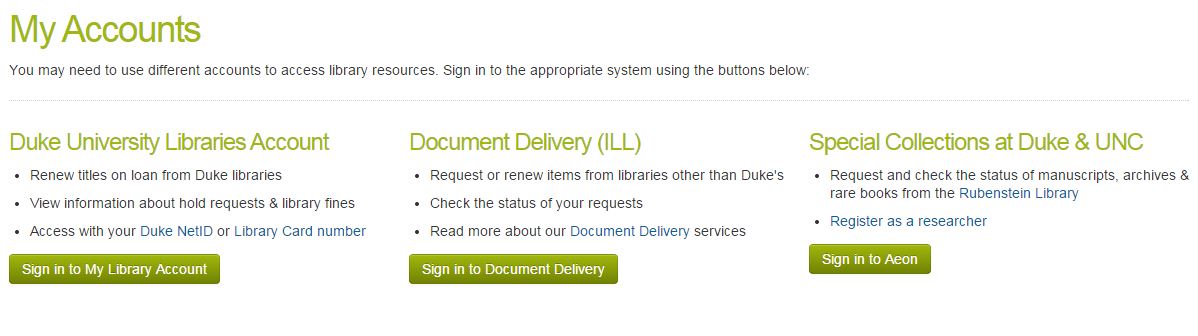 My Accounts
You may need to use different accounts to access library resources. Sign in to the appropriate system using the buttons below:
Duke University Libraries Account
• Renew titles on loan from Duke libraries
• View information about hold requests & library fines
• Access with your Duke NetID or Library Card number
Sign in to My Library Account
Document Delivery (ILL)
• Request or renew items from libraries other than Duke's
• Check the status of your requests
• Read more about our Document Delivery services
Sign in to Document Delivery
Special Collections at Duke & UNC
• Request and check the status of manuscripts, archives &
rare books from the Rubenstein Library
• Register as a researcher
Sign in to Aeon